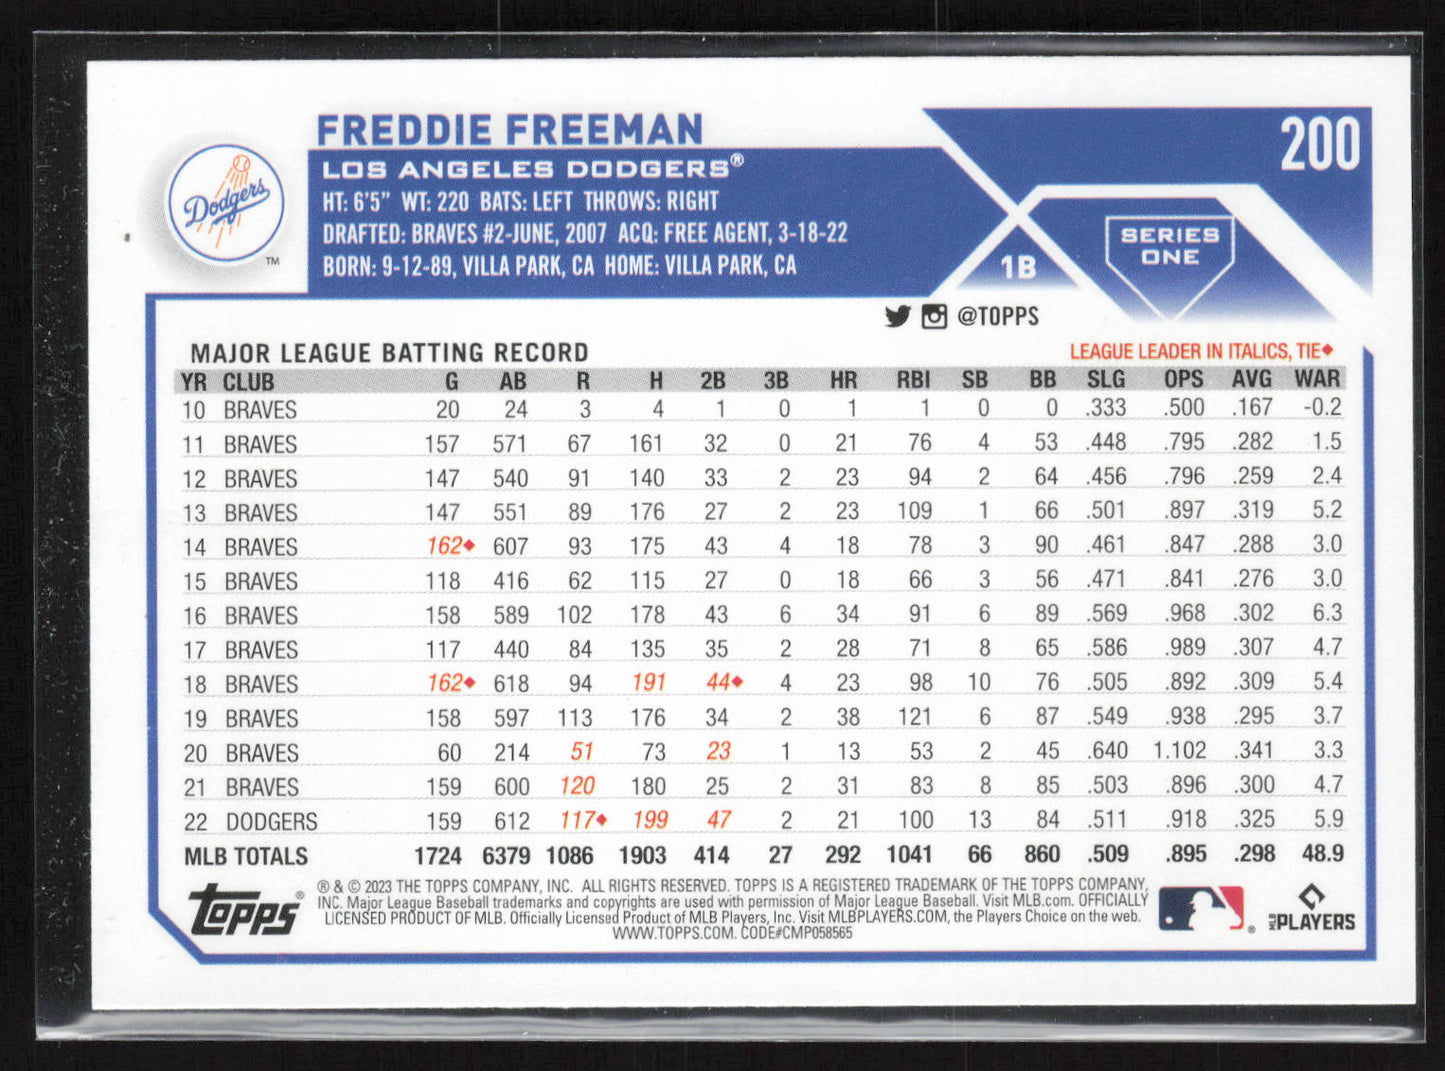 FREDDIE FREEMAN
200
LOS ANGELES DODGERS®
HT: 6'5" WT: 220 BATS: LEFT THROWS: RIGHT
DRAFTED: BRAVES #2-JUNE, 2007 ACQ: FREE AGENT, 3-18-22
BORN: 9-12-89, VILLA PARK, CA HOME: VILLA PARK, CA
Dodgers
TM
1B
SERIES
ONE
@TOPPS
MAJOR LEAGUE BATTING RECORD
LEAGUE LEADER IN ITALICS, TIE♦
YR CLUB G AB R H 2B 3B HR RBI SB BB SLG OPS AVG WAR
10 BRAVES 20 24 3 4 1 0 1 1 0 0 .333 .500 .167 -0.2
11 BRAVES 157 571 67 161 32 0 21 76 4 53 .448 .795 .282 1.5
12 BRAVES 147 540 91 140 33 2 23 94 2 64 .456 .796 .259 2.4
13 BRAVES 147 551 89 176 27 2 23 109 1 66 .501 .897 .319 5.2
14 BRAVES 162♦ 607 93 175 43 4 18 78 3 90 .461 .847 .288 3.0
15 BRAVES 118 416 62 115 27 0 18 66 3 56 .471 .841 .276 3.0
16 BRAVES 158 589 102 178 43 6 34 91 6 89 .569 .968 .302 6.3
17 BRAVES 117 440 84 135 35 2 28 71 8 65 .586 .989 .307 4.7
18 BRAVES 162♦ 618 94 191 44♦ 4 23 98 10 76 .505 .892 .309 5.4
19 BRAVES 158 597 113 176 34 2 38 121 6 87 .549 .938 .295 3.7
20 BRAVES 60 214 51 73 23 1 13 53 2 45 .640 1.102 .341 3.3
21 BRAVES 159 600 120 180 25 2 31 83 8 85 .503 .896 .300 4.7
22 DODGERS 159 612 117♦ 199 47 2 21 100 13 84 .511 .918 .325 5.9
MLB TOTALS 1724 6379 1086 1903 414 27 292 1041 66 860 .509 .895 .298 48.9
Topps®
® & © 2023 THE TOPPS COMPANY, INC. ALL RIGHTS RESERVED. TOPPS IS A REGISTERED TRADEMARK OF THE TOPPS COMPANY,
INC. Major League Baseball trademarks and copyrights are used with permission of Major League Baseball. Visit MLB.com. OFFICIALLY
LICENSED PRODUCT OF MLB. Officially Licensed Product of MLB Players, Inc. Visit MLBPLAYERS.COM, the Players Choice on the web.
WWW.TOPPS.COM. CODE#CMP058565
®
MLB PLAYERS